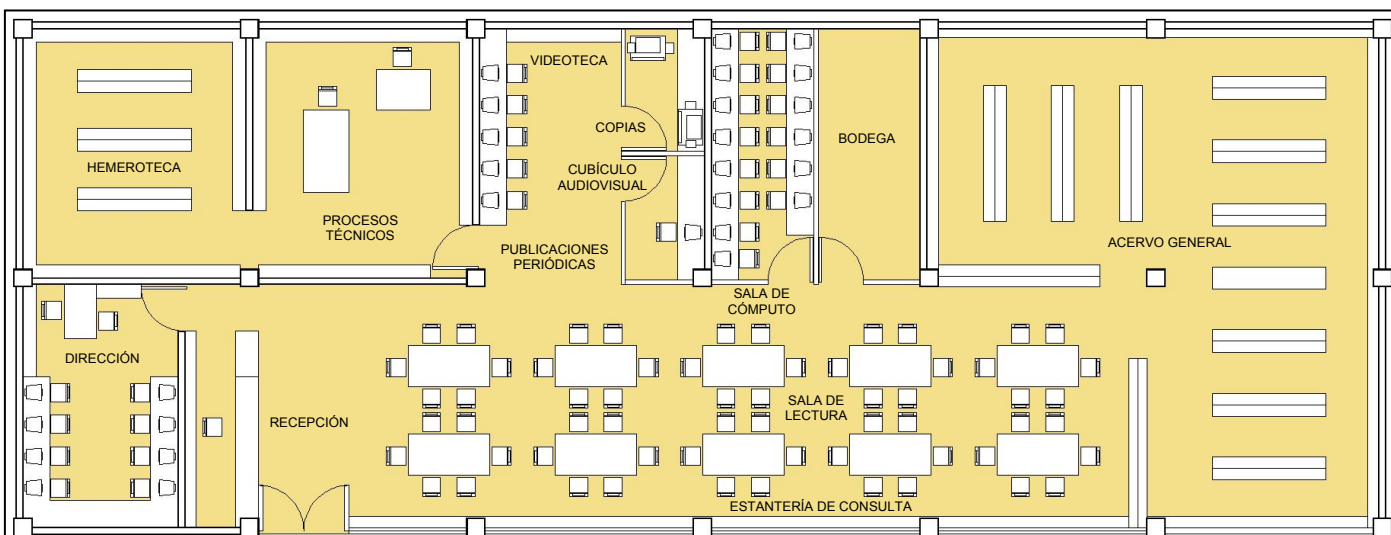 VIDEOTECA
COPIAS
BODEGA
HEMEROTECA
CUBÍCULO
AUDIOVISUAL
PROCESOS
TÉCNICOS
PUBLICACIONES
PERIÓDICAS
ACERVO GENERAL
SALA DE
CÓMPUTO
DIRECCIÓN
RECEPCIÓN
SALA DE
LECTURA
ESTANTERÍA DE CONSULTA